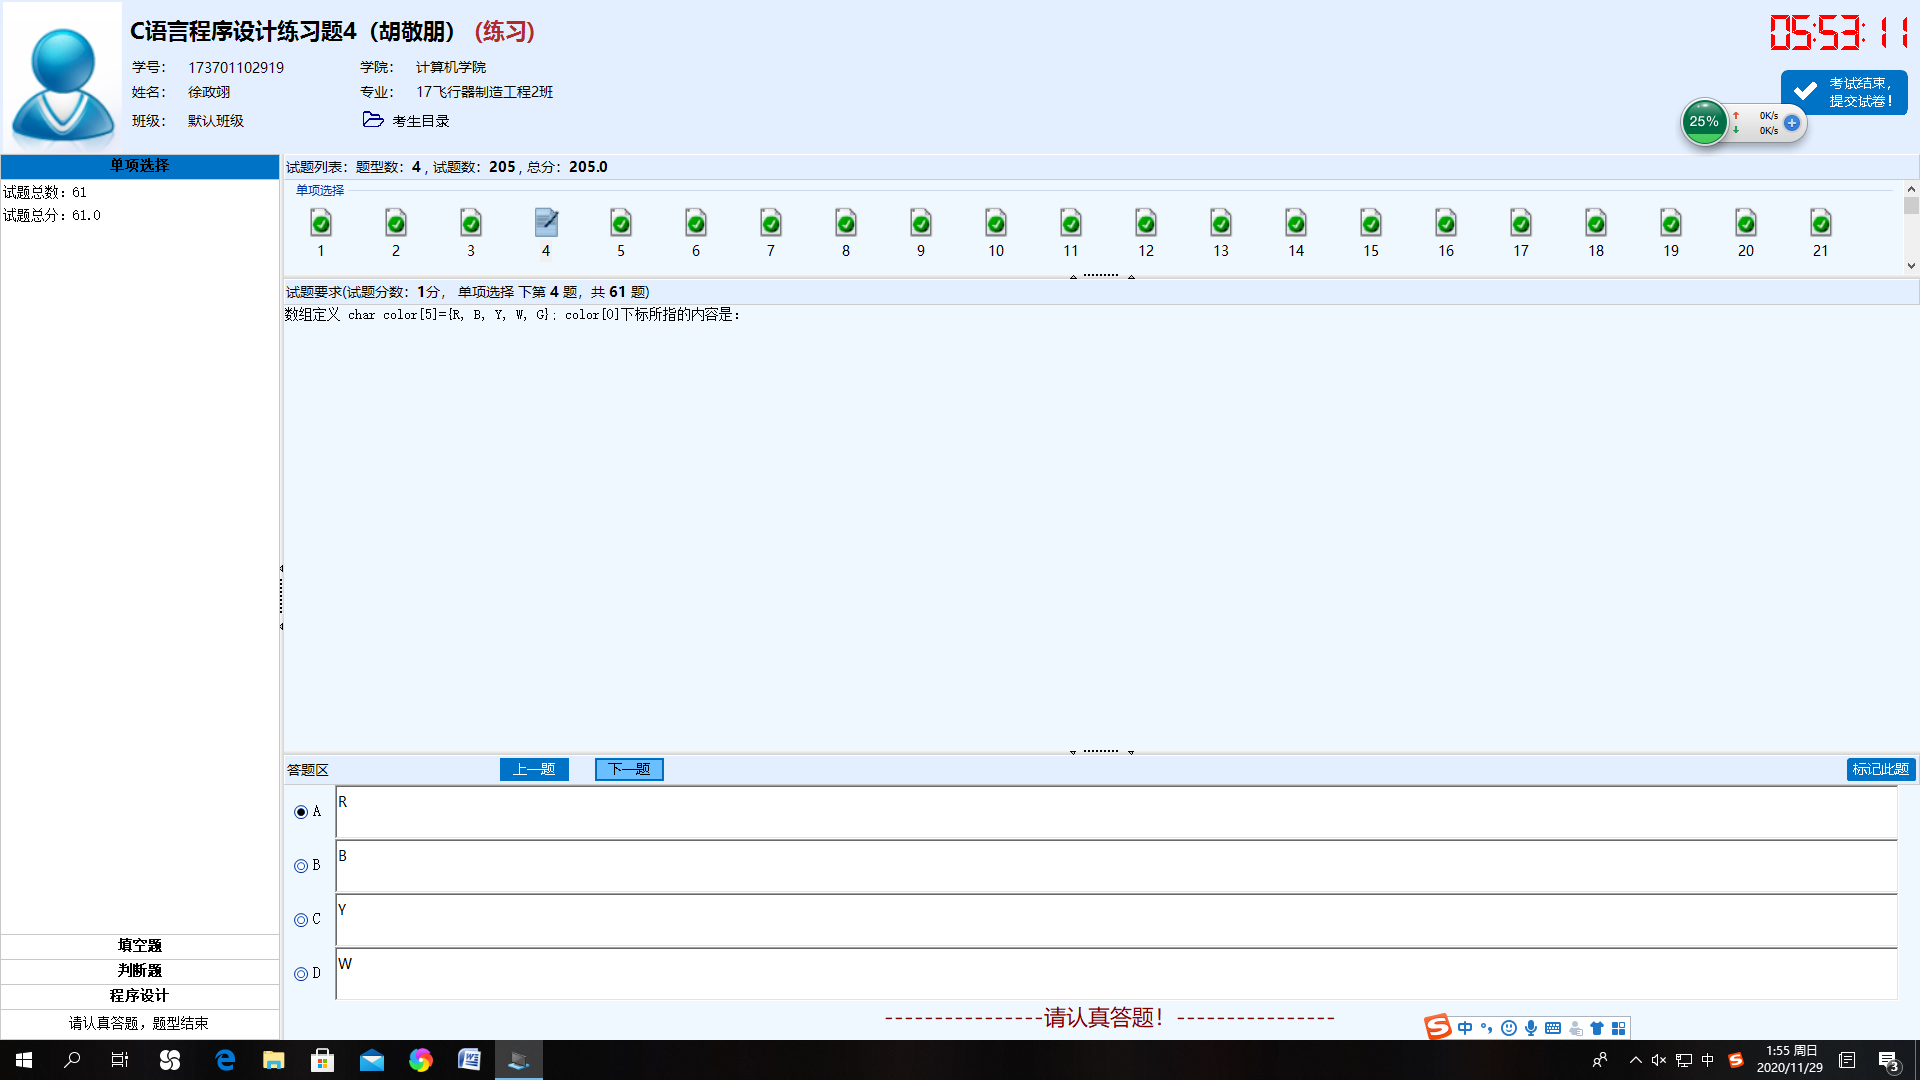 C语言程序设计练习题4（胡敬朋） (练习)
05:53:11
学号： 173701102919 学院： 计算机学院
姓名： 徐政翊 专业： 17飞行器制造工程2班
班级： 默认班级 考生目录
考试结束，
提交试卷！
25% 0K/s
0K/s
单项选择
试题总数：61
试题总分：61.0
填空题
判断题
程序设计
请认真答题，题型结束
试题列表：题型数：4 , 试题数：205 , 总分：205.0
单项选择
1 2 3 4 5 6 7 8 9 10 11 12 13 14 15 16 17 18 19 20 21
试题要求(试题分数：1分， 单项选择 下第 4 题，共 61 题)
数组定义 char color[5]={R, B, Y, W, G}; color[0]下标所指的内容是：
答题区 上一题 下一题 标记此题
A R
B B
C Y
D W
----------------请认真答题！----------------
中
中
1:55 周日
2020/11/29
3